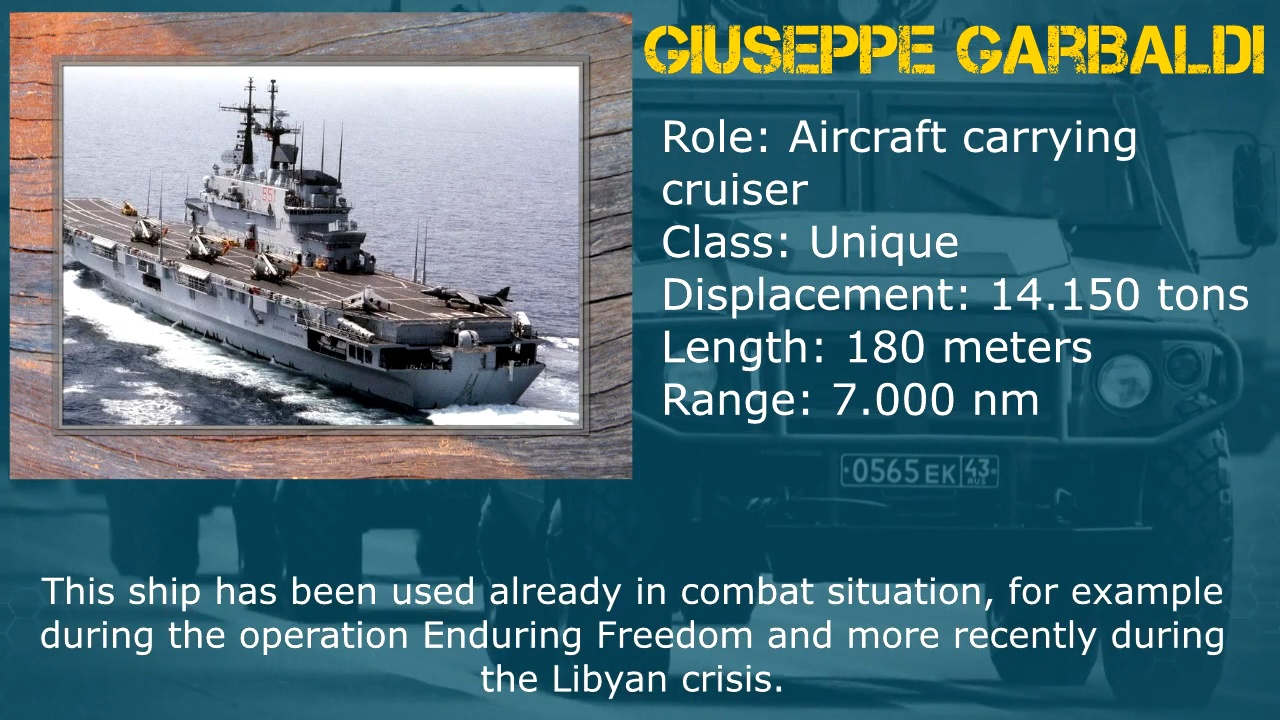 GIUSEPPE GARBALDI
Role: Aircraft carrying
cruiser
Class: Unique
Displacement: 14.150 tons
Length: 180 meters
Range: 7.000 nm
551
0565 EK 43
RUS
This ship has been used already in combat situation, for example
during the operation Enduring Freedom and more recently during
the Libyan crisis.